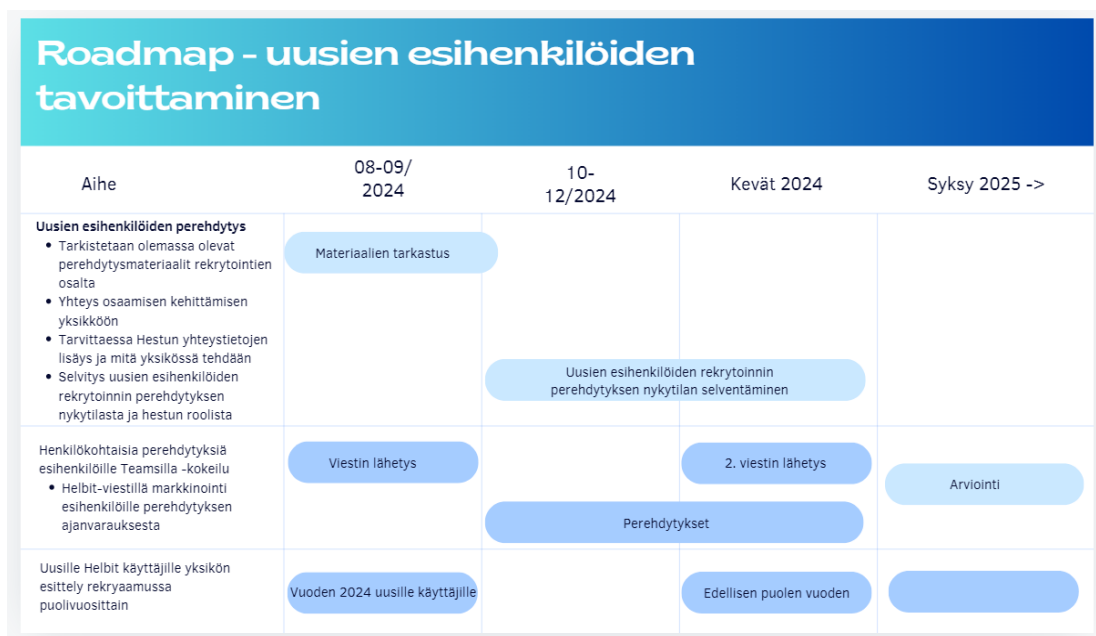 Roadmap - uusien esihenkilöiden
tavoittaminen
Aihe
08-09/
2024
10-
12/2024
Kevät 2024
Syksy 2025 ->
Uusien esihenkilöiden perehdytys
• Tarkistetaan olemassa olevat
perehdytysmateriaalit rekrytointien
osalta
• Yhteys osaamisen kehittämisen
yksikköön
• Tarvittaessa Hestun yhteystietojen
lisäys ja mitä yksikössä tehdään
• Selvitys uusien esihenkilöiden
rekrytoinnin perehdytyksen
nykytilasta ja hestun roolista
Materiaalien tarkastus
Uusien esihenkilöiden rekrytoinnin
perehdytyksen nykytilan selventäminen
Henkilökohtaisia perehdytyksiä
esihenkilöille Teamsilla -kokeilu
• Helbit-viestillä markkinointi
esihenkilöille perehdytyksen
ajanvarauksesta
Viestin lähetys
2. viestin lähetys
Arviointi
Perehdytykset
Uusille Helbit käyttäjille yksikön
esittely rekryaamussa
puolivuosittain
Vuoden 2024 uusille käyttäjille
Edellisen puolen vuoden